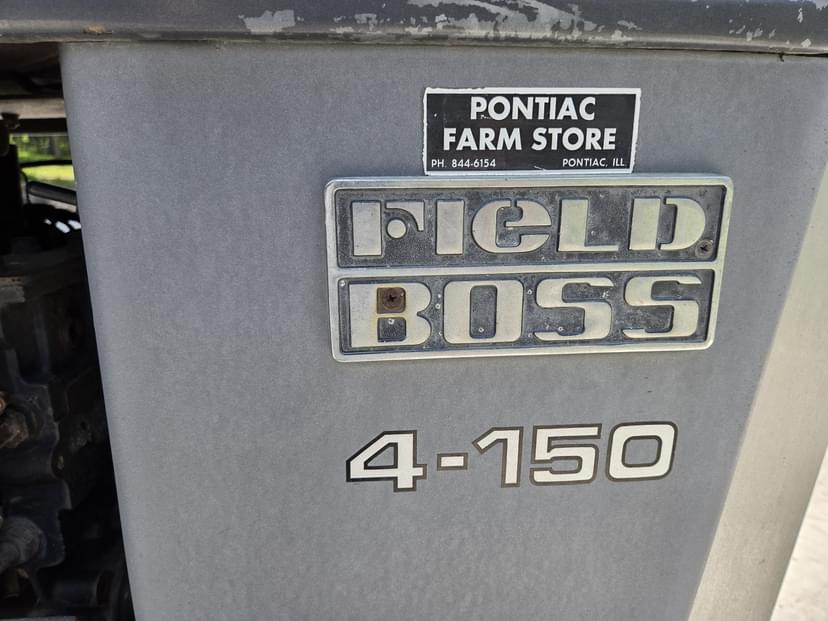 PONTIAC
FARM STORE
PH. 844-6154 PONTIAC, ILL.
FIELD
BOSS
4-150